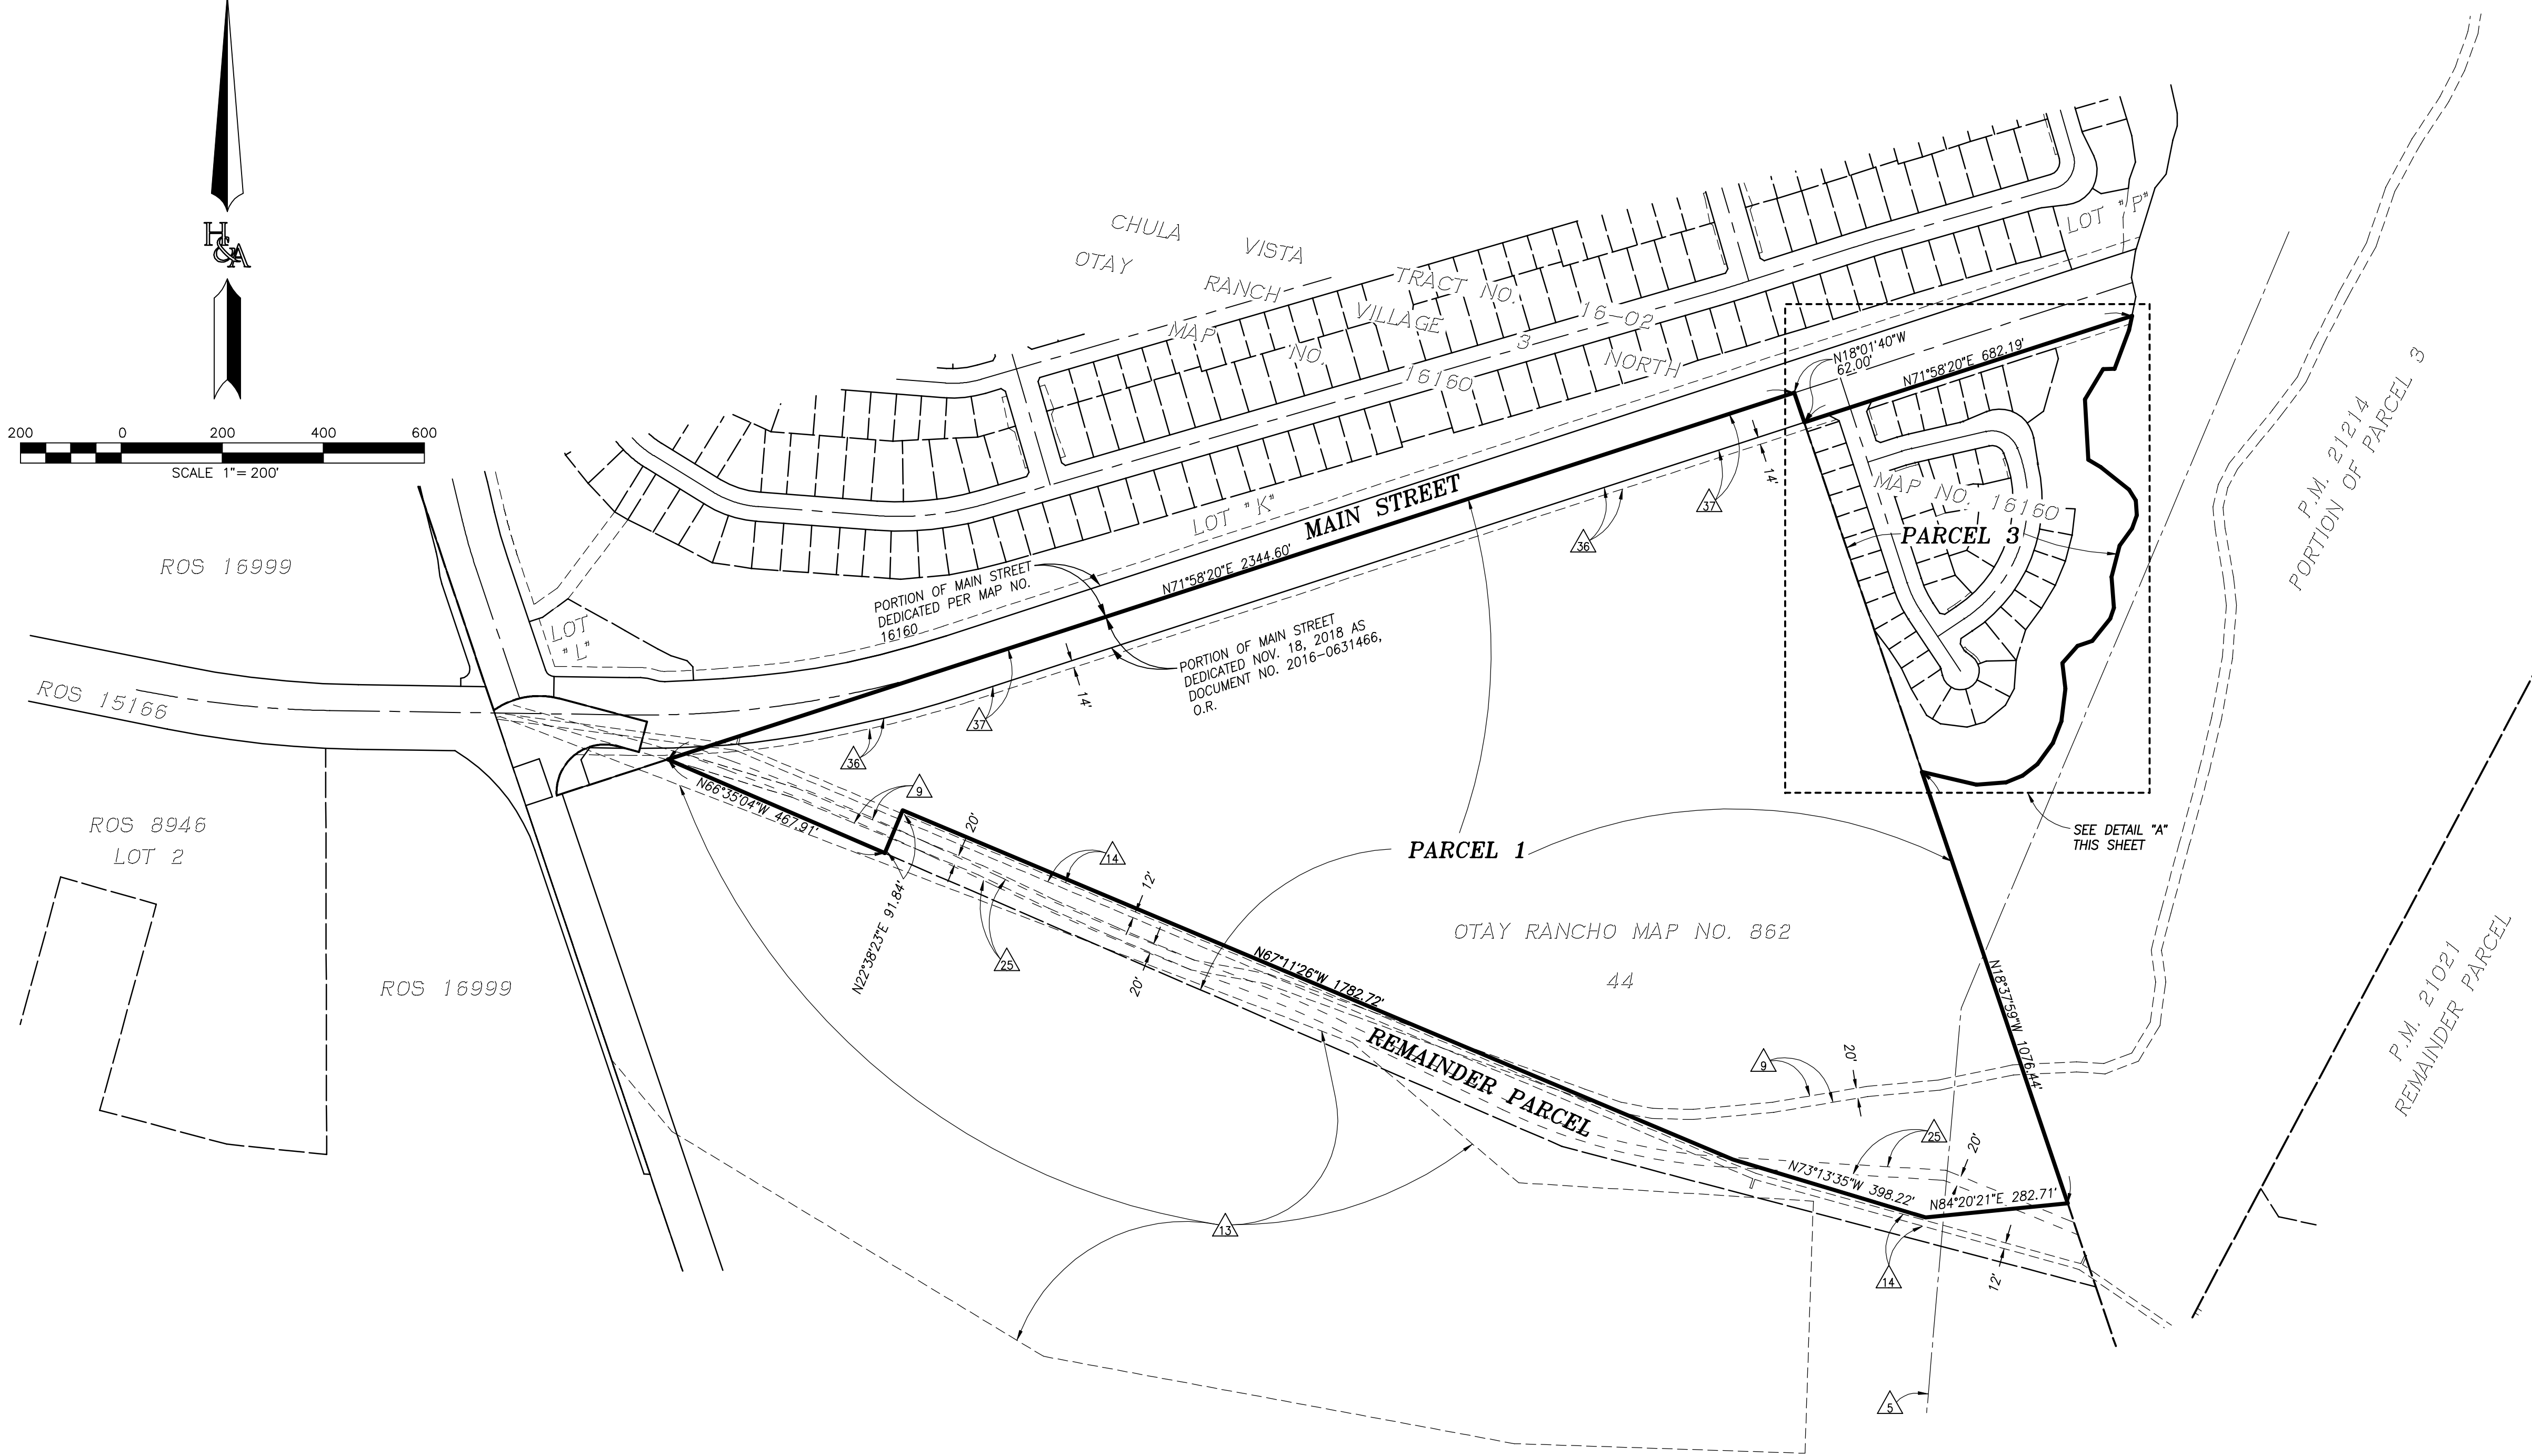 H&A
200 0 200 400 600
SCALE 1"= 200'
CHULA VISTA TRACT NO. 16-02
OTAY RANCH VILLAGE 3 NORTH
MAP NO. 16160
LOT "P"
N18°01'40"W
62.00'
N71°58'20"E 682.19'
P.M. 21214
PORTION OF PARCEL 3
ROS 16999
ROS 15166
LOT
"L"
LOT "K"
MAIN STREET
N71°58'20"E 2344.60'
PORTION OF MAIN STREET
DEDICATED PER MAP NO.
16160
PORTION OF MAIN STREET
DEDICATED NOV. 18, 2018 AS
DOCUMENT NO. 2016-0631466,
O.R.
14'
14'
37
36
37
36
MAP NO. 16160
PARCEL 3
SEE DETAIL "A"
THIS SHEET
ROS 8946
LOT 2
ROS 16999
N66°35'04"W 467.91'
9
20'
14
12'
N22°38'23"E 91.84'
25
20'
PARCEL 1
OTAY RANCHO MAP NO. 862
44
N67°11'26"W 1782.72'
REMAINDER PARCEL
N18°37'59"W 1076.44'
9
20'
25
20'
N73°13'35"W 398.22'
N84°20'21"E 282.71'
13
14
12'
5
P.M. 21021
REMAINDER PARCEL